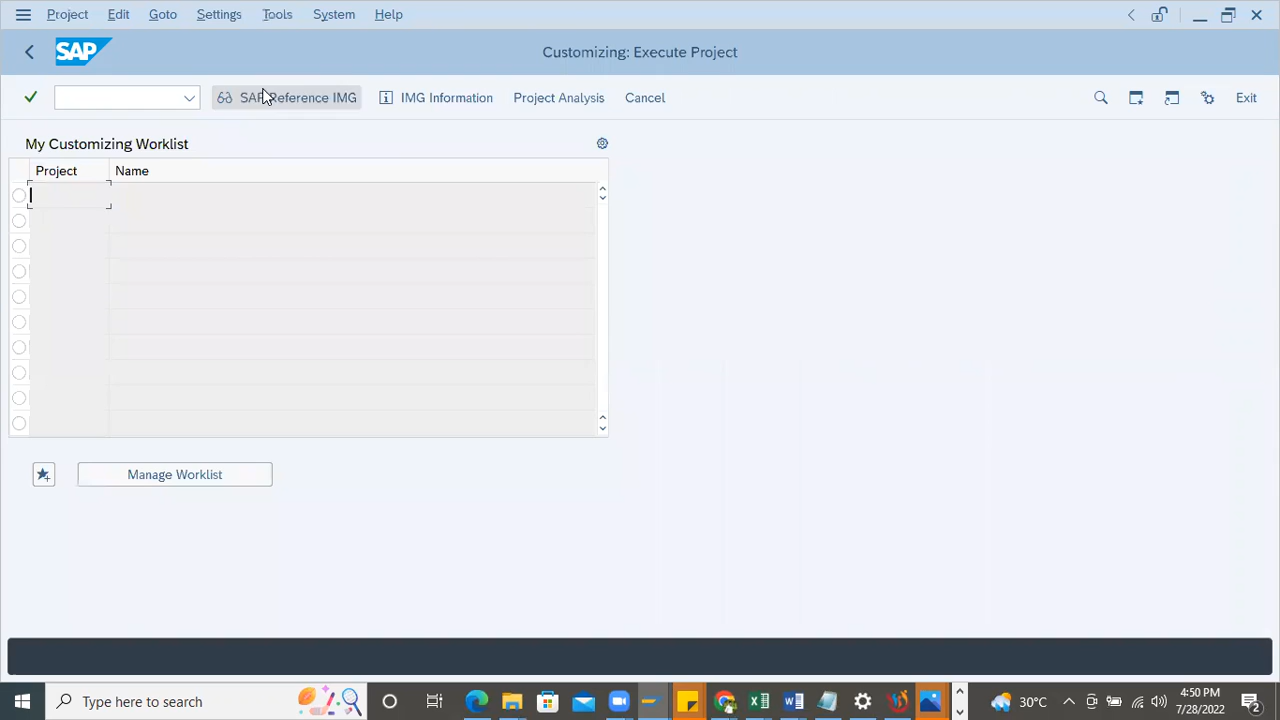 Project Edit Goto Settings Tools System Help
SAP Customizing: Execute Project
SAP Reference IMG IMG Information Project Analysis Cancel Exit
My Customizing Worklist
Project Name
Manage Worklist
Type here to search 30°C 4:50 PM
7/28/2022 2